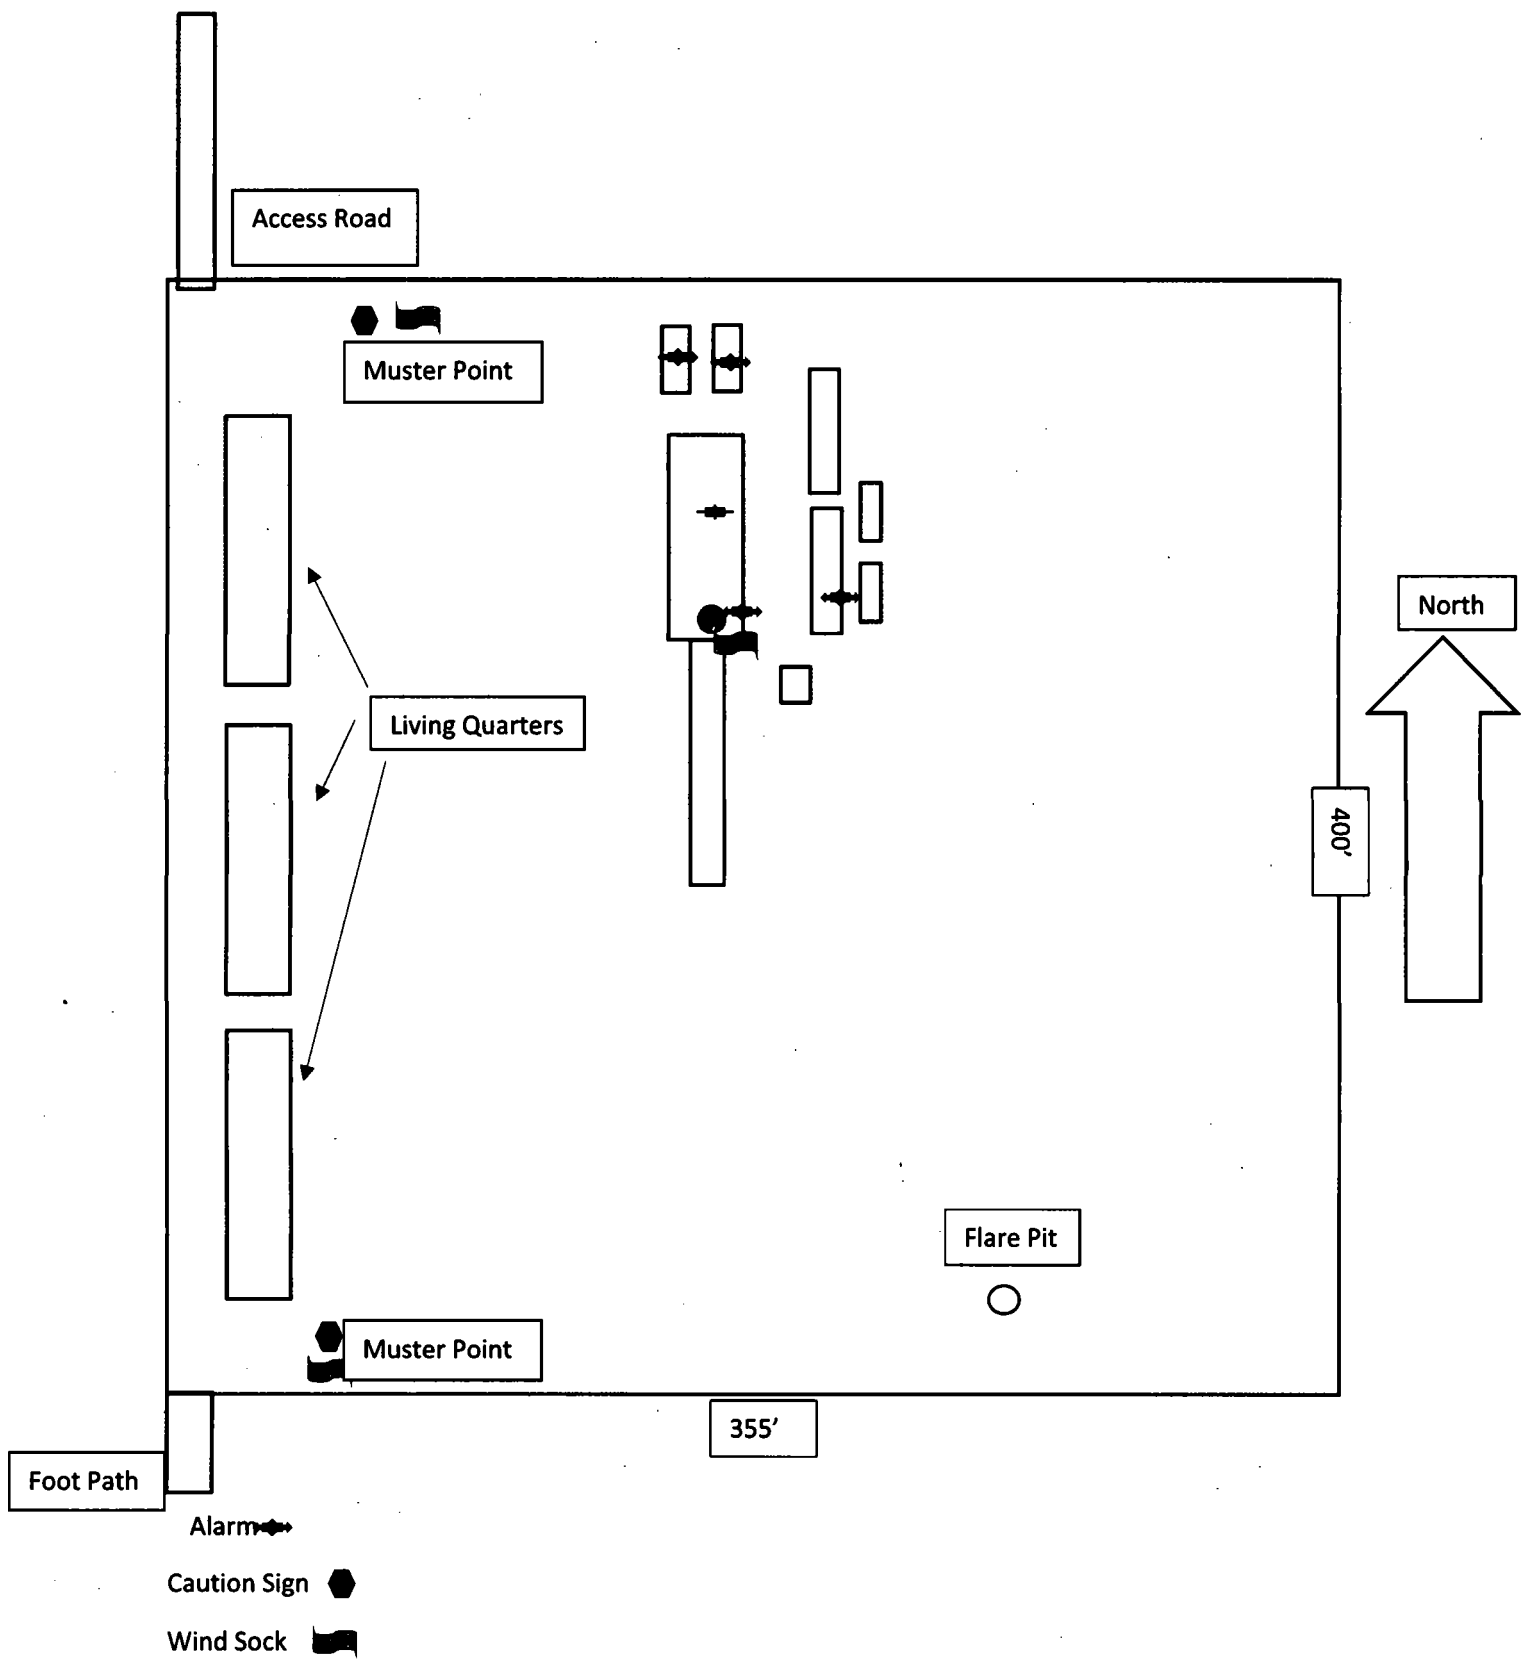 Access Road
Muster Point
North
Living Quarters
400'
Flare Pit
Muster Point
355'
Foot Path
Alarm
Caution Sign
Wind Sock